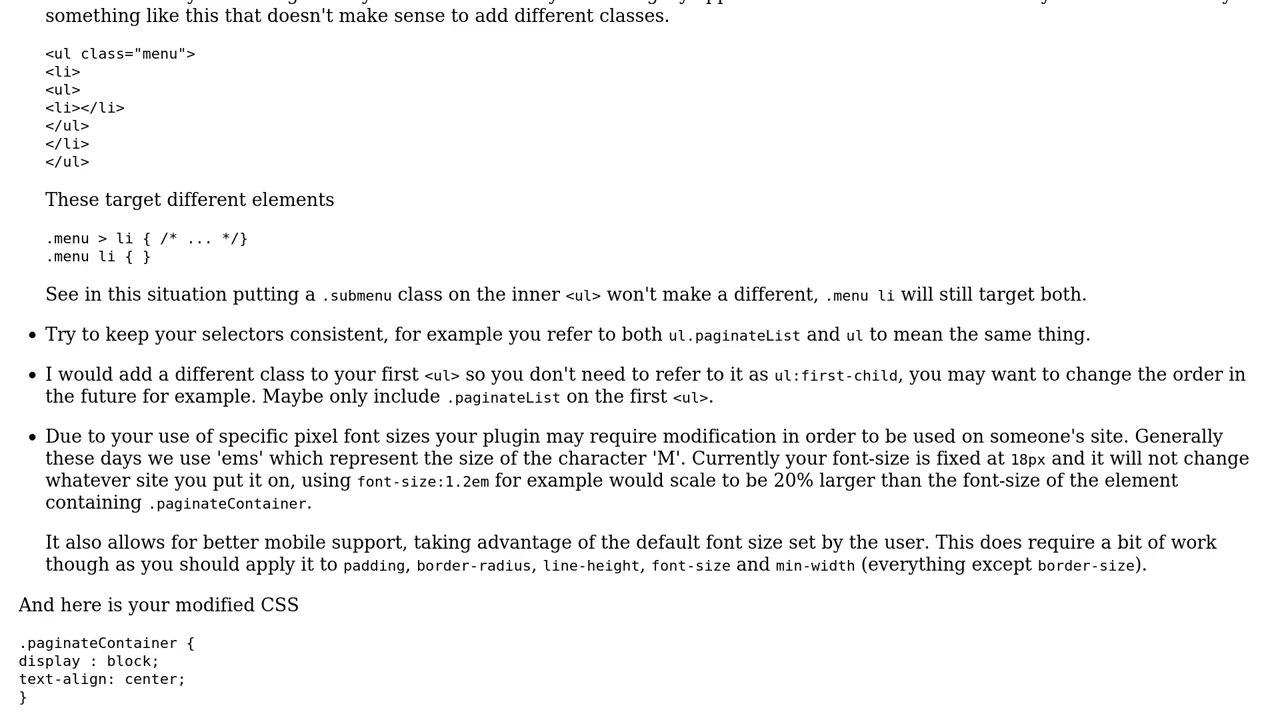 something like this that doesn't make sense to add different classes.
<ul class="menu">
<li>
<ul>
<li></li>
</ul>
</li>
</ul>
These target different elements
.menu > li { /* ... */}
.menu li { }
See in this situation putting a .submenu class on the inner <ul> won't make a different, .menu li will still target both.
• Try to keep your selectors consistent, for example you refer to both ul.paginateList and ul to mean the same thing.
• I would add a different class to your first <ul> so you don't need to refer to it as ul:first-child, you may want to change the order in
the future for example. Maybe only include .paginateList on the first <ul>.
• Due to your use of specific pixel font sizes your plugin may require modification in order to be used on someone's site. Generally
these days we use 'ems' which represent the size of the character 'M'. Currently your font-size is fixed at 18px and it will not change
whatever site you put it on, using font-size:1.2em for example would scale to be 20% larger than the font-size of the element
containing .paginateContainer.
It also allows for better mobile support, taking advantage of the default font size set by the user. This does require a bit of work
though as you should apply it to padding, border-radius, line-height, font-size and min-width (everything except border-size).
And here is your modified CSS
.paginateContainer {
display : block;
text-align: center;
}